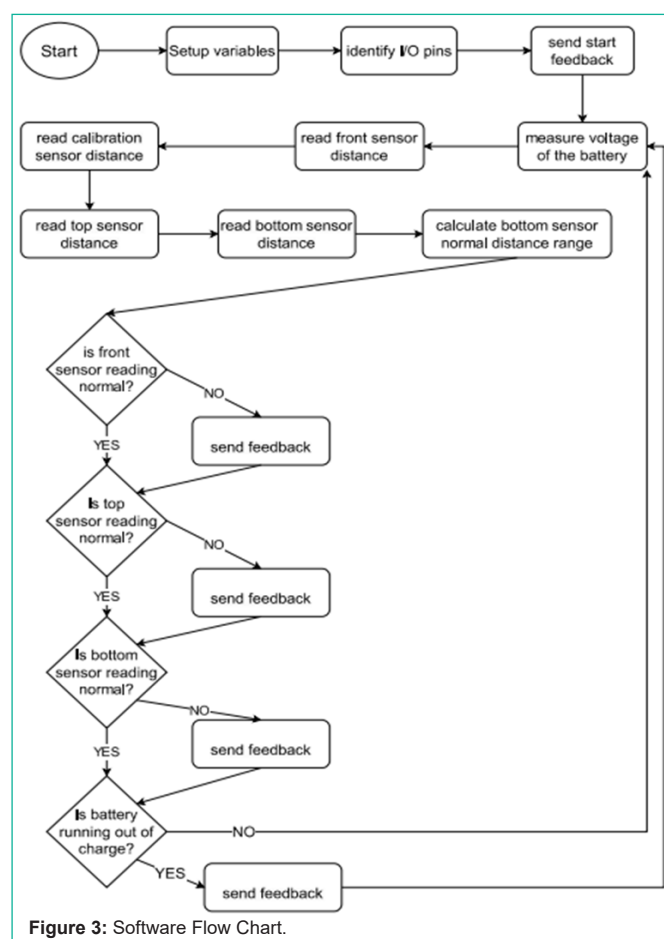 Start
Setup variables
identify I/O pins
send start
feedback
measure voltage
of the battery
read front sensor
distance
read calibration
sensor distance
read top sensor
distance
read bottom sensor
distance
calculate bottom sensor
normal distance range
is front
sensor reading
normal?
NO
send feedback
YES
Is top
sensor reading
normal?
NO
send feedback
YES
Is bottom
sensor reading
normal?
NO
send feedback
YES
Is battery
running out of
charge?
NO
YES
send feedback
Figure 3: Software Flow Chart.